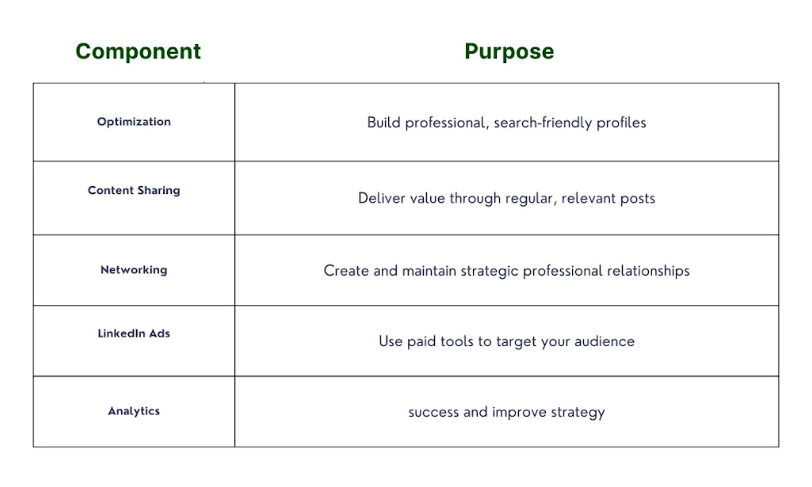 Component Purpose
Optimization Build professional, search-friendly profiles
Content Sharing Deliver value through regular, relevant posts
Networking Create and maintain strategic professional relationships
LinkedIn Ads Use paid tools to target your audience
Analytics success and improve strategy